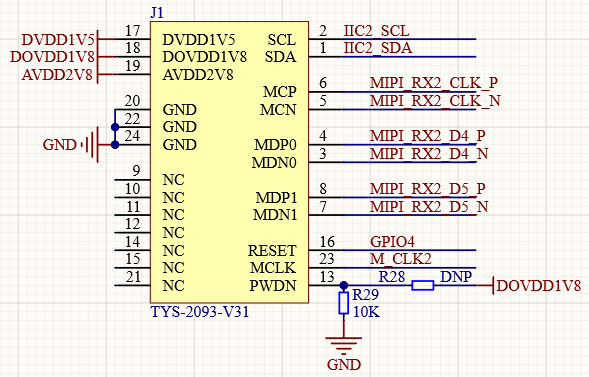 J1
DVDD1V5 17 DVDD1V5 SCL 2 IIC2_SCL
DOVDD1V8 18 DOVDD1V8 SDA 1 IIC2_SDA
AVDD2V8 19 AVDD2V8
MCP 6 MIPI_RX2_CLK_P
20 GND MCN 5 MIPI_RX2_CLK_N
22 GND
GND 24 GND MDP0 4 MIPI_RX2_D4_P
MDN0 3 MIPI_RX2_D4_N
9 NC
10 NC MDP1 8 MIPI_RX2_D5_P
11 NC MDN1 7 MIPI_RX2_D5_N
12 NC
14 NC RESET 16 GPIO4
15 NC MCLK 23 M_CLK2
21 NC PWDN 13 R28 DNP DOVDD1V8
R29
TYS-2093-V31 10K
GND